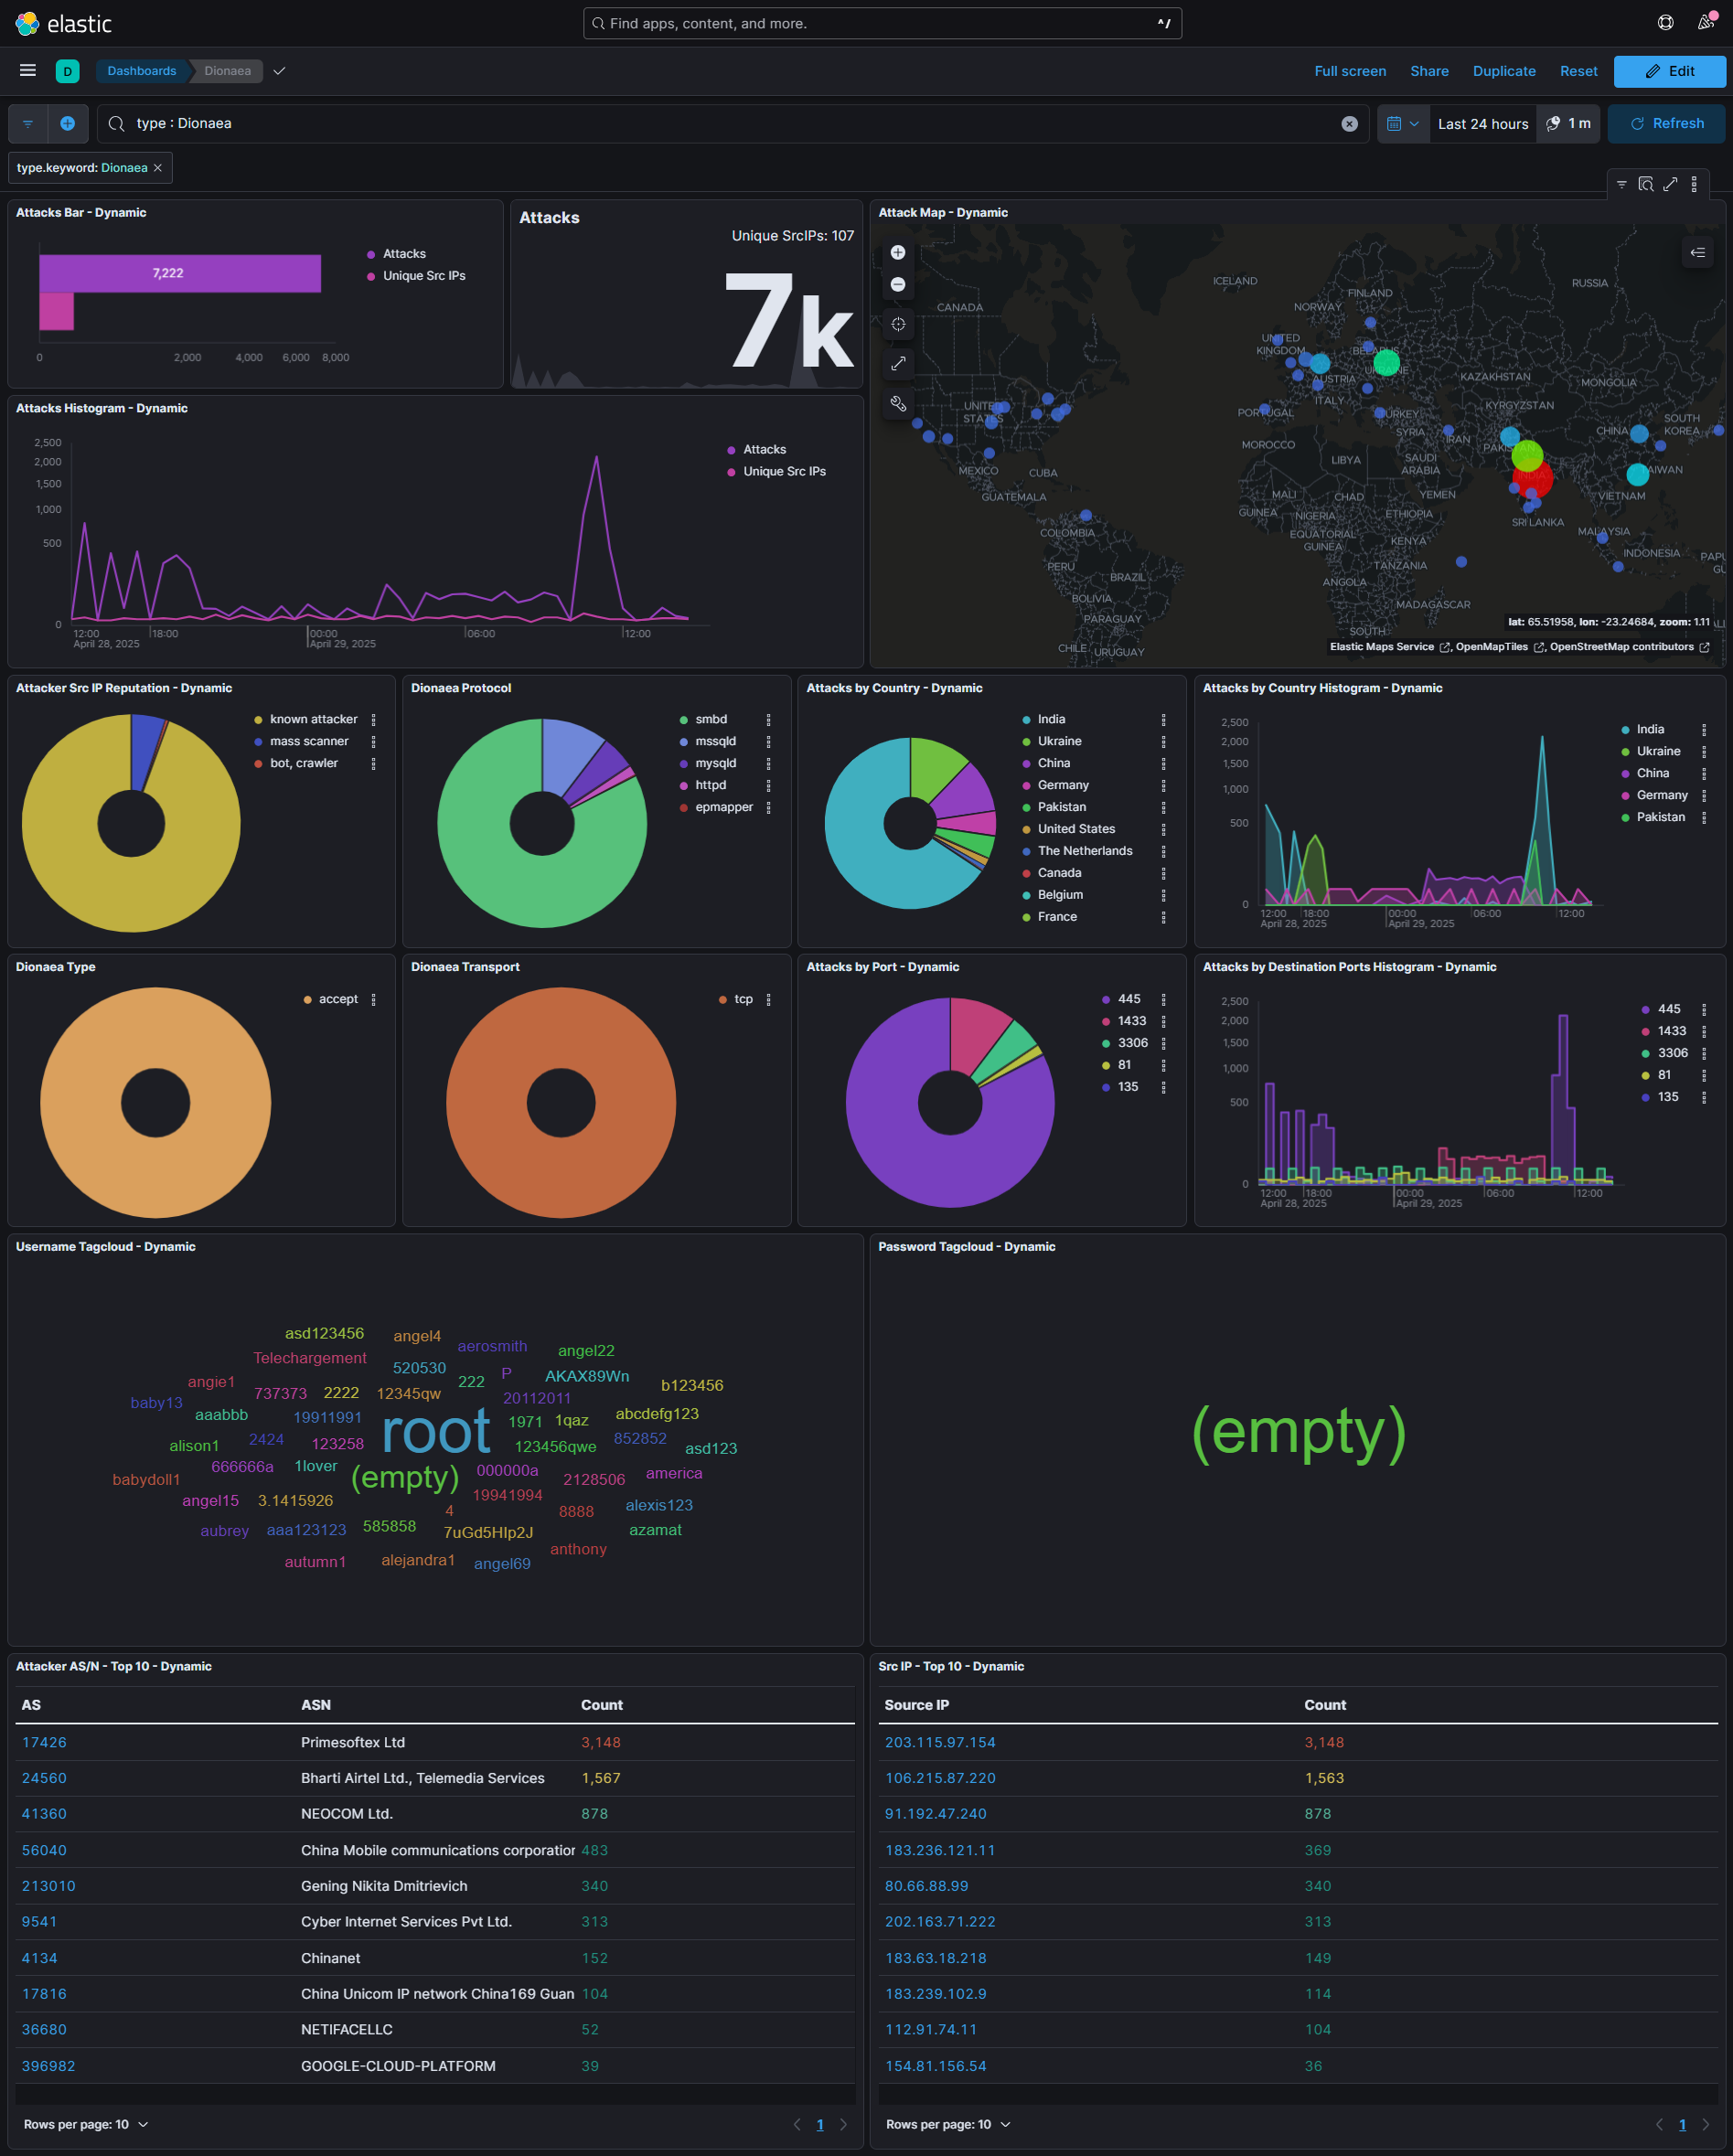 elastic
Find apps, content, and more.
^/
D
Dashboards
Dionaea
Full screen
Share
Duplicate
Reset
Edit
type : Dionaea
Last 24 hours
1 m
Refresh
type.keyword: Dionaea
Attacks Bar - Dynamic
7,222
0 2,000 4,000 6,000 8,000
Attacks
Unique Src IPs
Attacks
Unique SrcIPs: 107
7k
Attack Map - Dynamic
ICELAND
RUSSIA
FINLAND
NORWAY
CANADA
UNITED KINGDOM
BELARUS
UKRAINE
AUSTRIA
KAZAKHSTAN
MONGOLIA
ITALY
UNITED STATES
PORTUGAL
TURKEY
KYRGYZSTAN
SOUTH KOREA
SYRIA
IRAN
CHINA
MOROCCO
PAKISTAN
LIBYA
SAUDI ARABIA
INDIA
TAIWAN
MEXICO
CUBA
GUATEMALA
MALI
CHAD
YEMEN
VIETNAM
GUINEA
NIGERIA
ETHIOPIA
SRI LANKA
COLOMBIA
EQUATORIAL GUINEA
KENYA
MALAYSIA
INDONESIA
PERU
BRAZIL
TANZANIA
ANGOLA
BOLIVIA
MADAGASCAR
PARAGUAY
SOUTH
CHILE
URUGUAY
lat: 65.51958, lon: -23.24684, zoom: 1.11
Elastic Maps Service , OpenMapTiles , OpenStreetMap contributors
Attacks Histogram - Dynamic
2,500
2,000
1,500
1,000
500
0
12:00 18:00 00:00 06:00 12:00
April 28, 2025 April 29, 2025
Attacks
Unique Src IPs
Attacker Src IP Reputation - Dynamic
known attacker
mass scanner
bot, crawler
Dionaea Protocol
smbd
mssqld
mysqld
httpd
epmapper
Attacks by Country - Dynamic
India
Ukraine
China
Germany
Pakistan
United States
The Netherlands
Canada
Belgium
France
Attacks by Country Histogram - Dynamic
2,500
2,000
1,500
1,000
500
0
12:00 18:00 00:00 06:00 12:00
April 28, 2025 April 29, 2025
India
Ukraine
China
Germany
Pakistan
Dionaea Type
accept
Dionaea Transport
tcp
Attacks by Port - Dynamic
445
1433
3306
81
135
Attacks by Destination Ports Histogram - Dynamic
2,500
2,000
1,500
1,000
500
0
12:00 18:00 00:00 06:00 12:00
April 28, 2025 April 29, 2025
445
1433
3306
81
135
Username Tagcloud - Dynamic
asd123456 angel4
aerosmith angel22
Telechargement 520530 P AKAX89Wn
angie1 737373 2222 12345qw 222 b123456
baby13 20112011
aaabbb 19911991 root 1971 1qaz abcdefg123
alison1 2424 123258 123456qwe 852852 asd123
666666a 1lover
babydoll1 (empty) 000000a 2128506 america
angel15 3.1415926 19941994 alexis123
4 8888
aubrey aaa123123 585858 7uGd5HIp2J azamat
anthony
autumn1 alejandra1 angel69
Password Tagcloud - Dynamic
(empty)
Attacker AS/N - Top 10 - Dynamic
AS ASN Count
17426 Primesoftex Ltd 3,148
24560 Bharti Airtel Ltd., Telemedia Services 1,567
41360 NEOCOM Ltd. 878
56040 China Mobile communications corporation 483
213010 Gening Nikita Dmitrievich 340
9541 Cyber Internet Services Pvt Ltd. 313
4134 Chinanet 152
17816 China Unicom IP network China169 Guan 104
36680 NETIFACELLC 52
396982 GOOGLE-CLOUD-PLATFORM 39
Rows per page: 10
1
Src IP - Top 10 - Dynamic
Source IP Count
203.115.97.154 3,148
106.215.87.220 1,563
91.192.47.240 878
183.236.121.11 369
80.66.88.99 340
202.163.71.222 313
183.63.18.218 149
183.239.102.9 114
112.91.74.11 104
154.81.156.54 36
Rows per page: 10
1